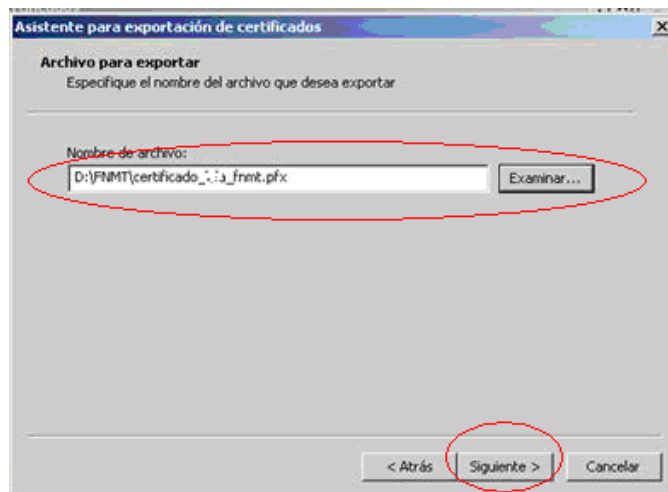 Asistente para exportación de certificados
Archivo para exportar
Especifique el nombre del archivo que desea exportar
Nombre de archivo:
Examinar...
< Atrás
Siguiente >
Cancelar